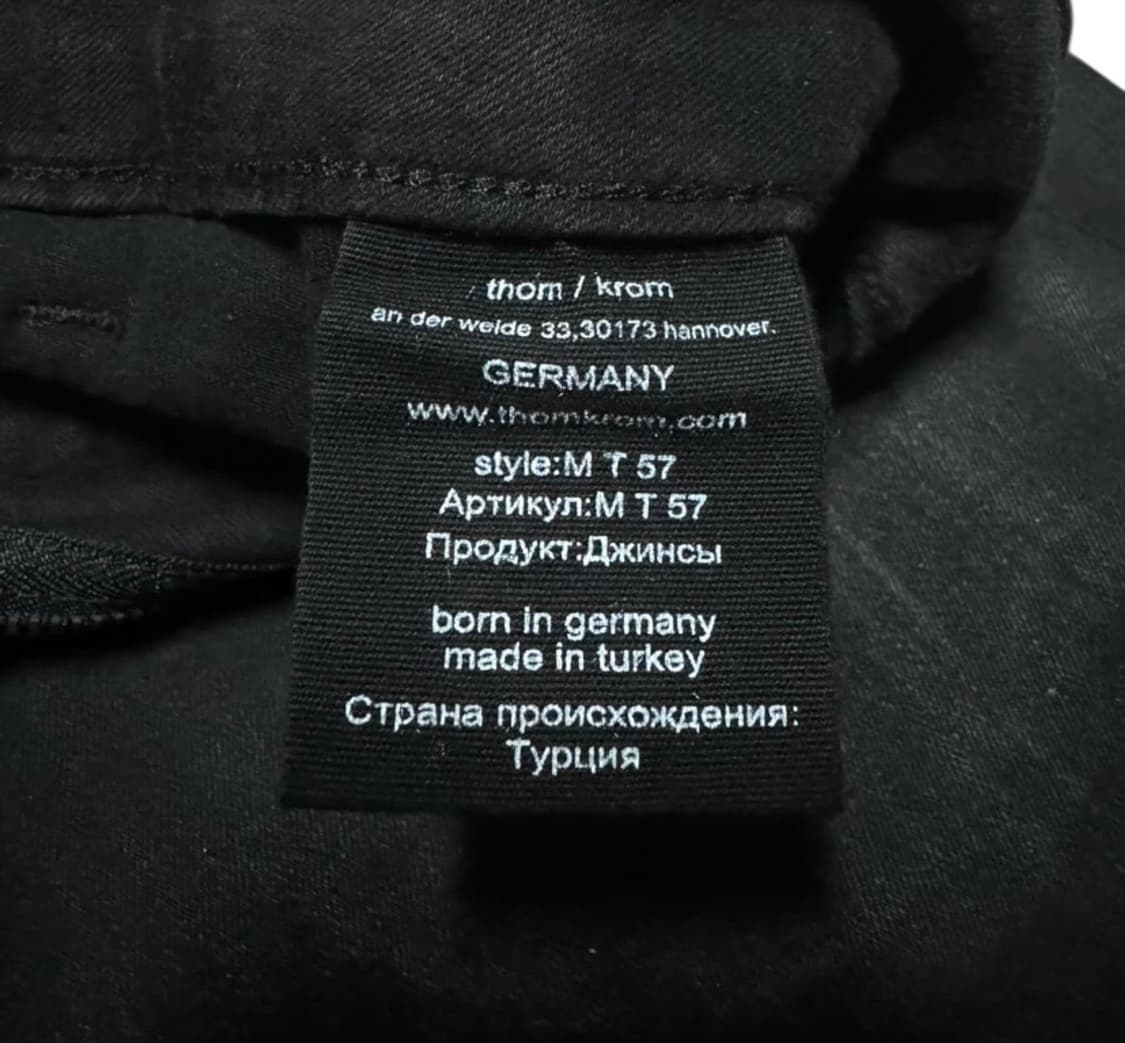 thom / krom
an der weide 33,30173 hannover.
GERMANY
www.thomkrom.com
style:M T 57
Артикул:M T 57
Продукт:Джинсы
born in germany
made in turkey
Страна происхождения:
Турция